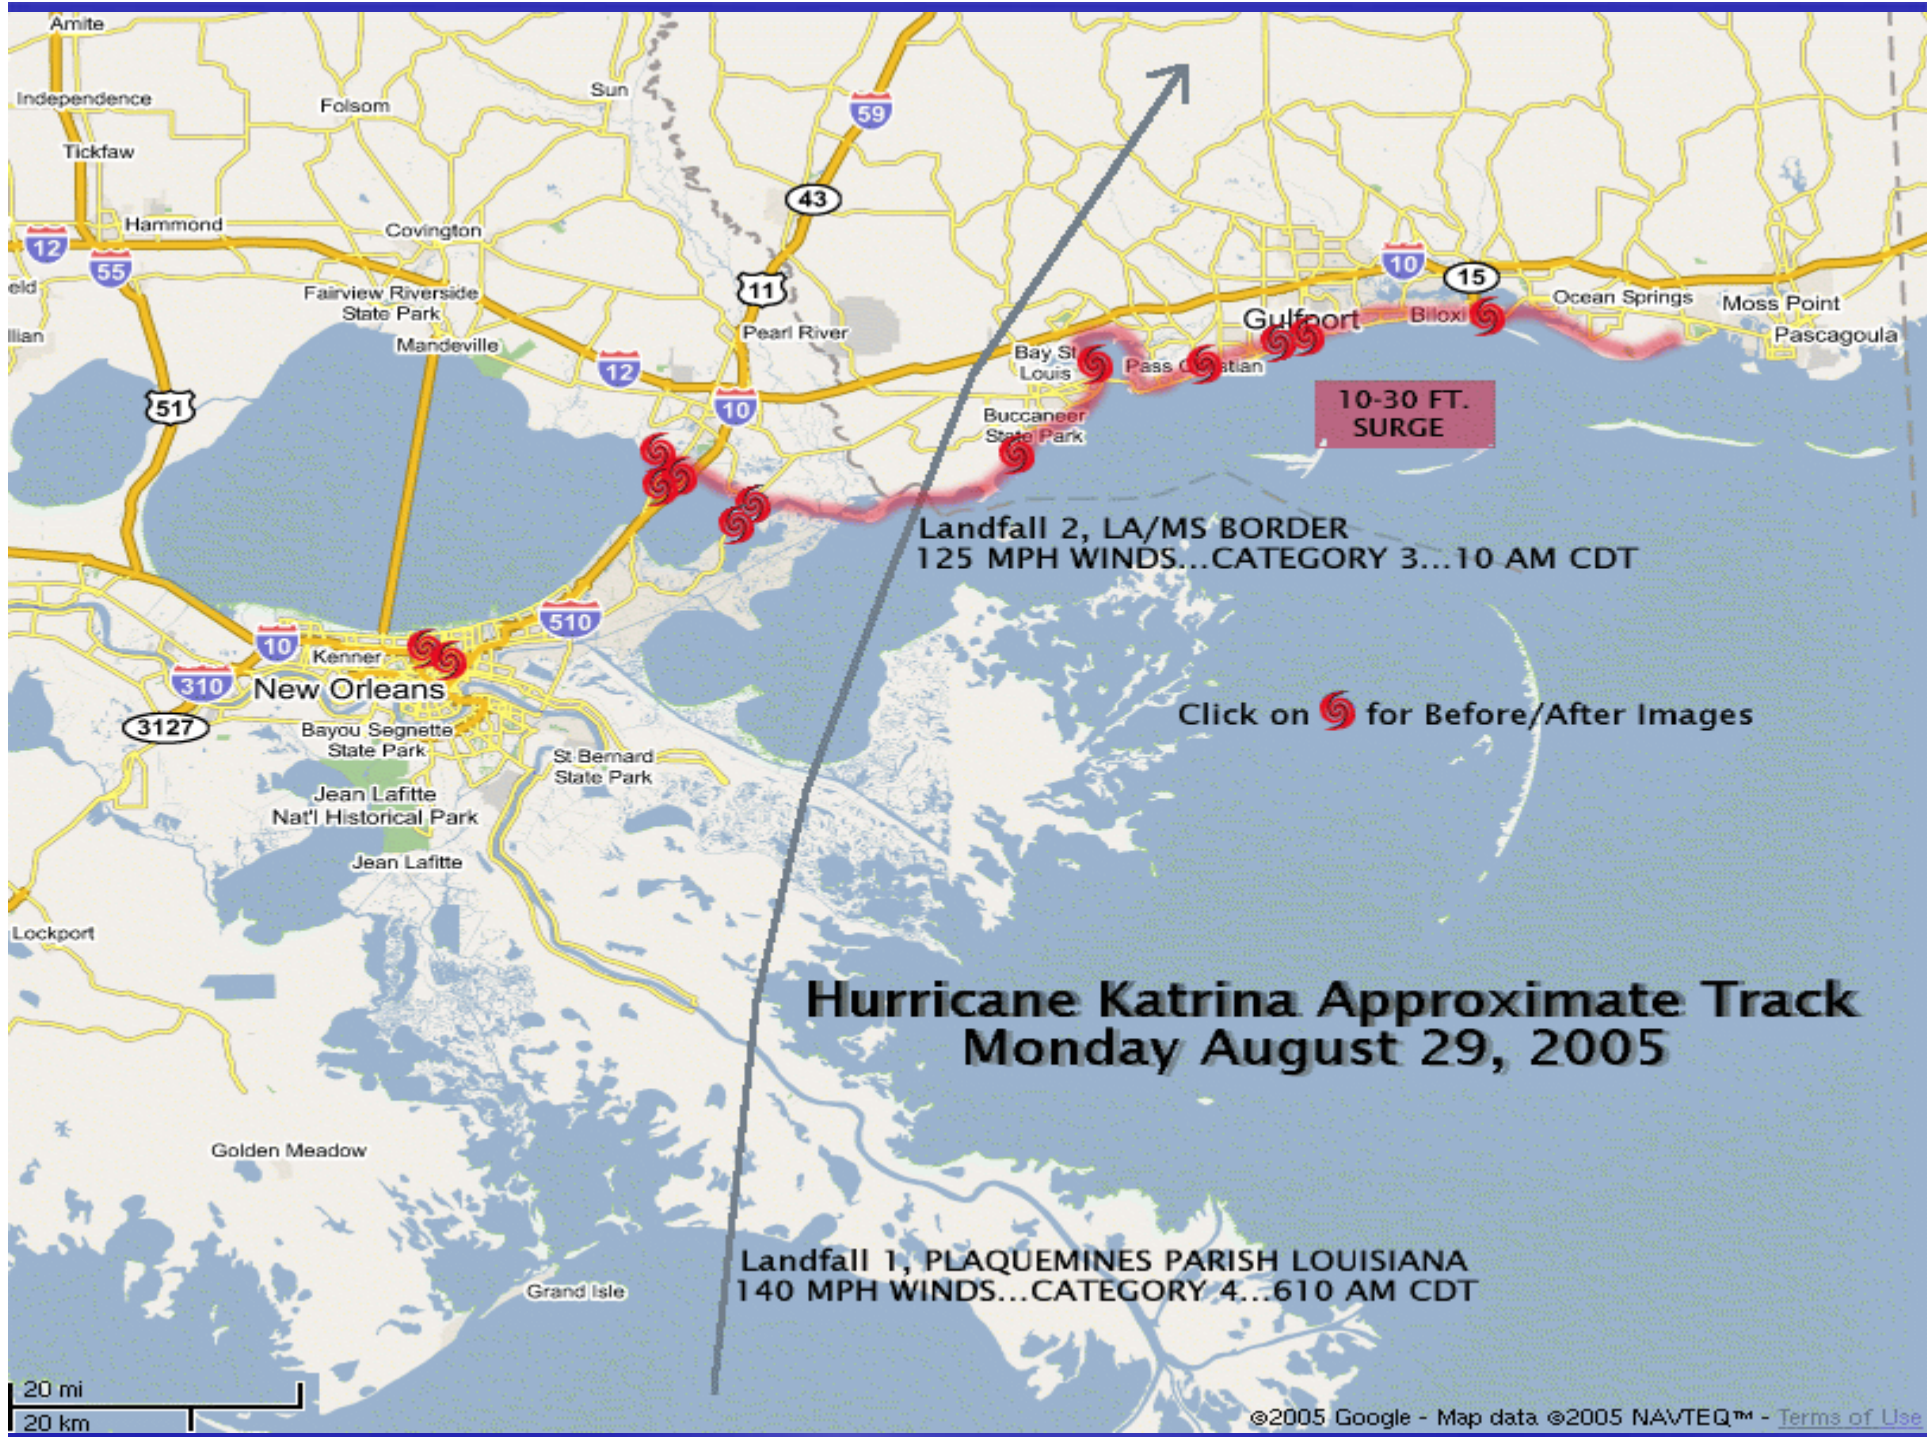 Amite
Sun
Independence
Folsom
59
Tickfaw
43
Hammond
Covington
12
55
10
15
eld
Fairview Riverside
State Park
11
Ocean Springs
Moss Point
Gulfport
Biloxi
llian
Mandeville
Pearl River
Pascagoula
Bay St
Louis
Pass Christian
12
51
10
Buccaneer
State Park
10-30 FT.
SURGE
Landfall 2, LA/MS BORDER
125 MPH WINDS...CATEGORY 3...10 AM CDT
510
10
Kenner
310
New Orleans
3127
Bayou Segnette
State Park
Click on for Before/After Images
St Bernard
State Park
Jean Lafitte
Nat'l Historical Park
Jean Lafitte
Lockport
Hurricane Katrina Approximate Track
Monday August 29, 2005
Golden Meadow
Landfall 1, PLAQUEMINES PARISH LOUISIANA
140 MPH WINDS...CATEGORY 4...610 AM CDT
Grand Isle
20 mi
20 km
©2005 Google - Map data ©2005 NAVTEQ™ - Terms of Use